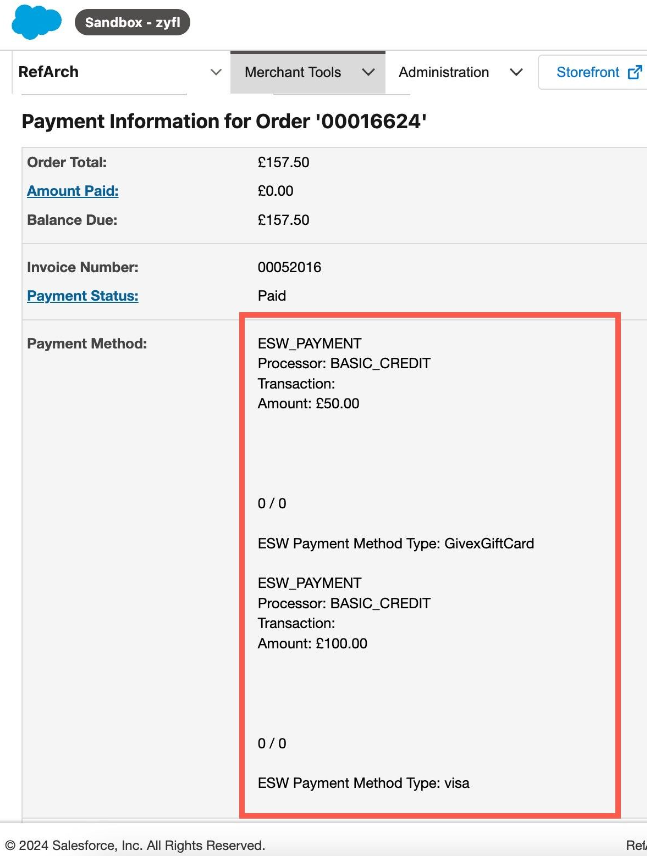 Sandbox - zyfl
RefArch
Merchant Tools
Administration
Storefront
Payment Information for Order '00016624'
Order Total: £157.50
Amount Paid: £0.00
Balance Due: £157.50
Invoice Number: 00052016
Payment Status: Paid
Payment Method: ESW_PAYMENT
Processor: BASIC_CREDIT
Transaction:
Amount: £50.00
0 / 0
ESW Payment Method Type: GivexGiftCard
ESW_PAYMENT
Processor: BASIC_CREDIT
Transaction:
Amount: £100.00
0 / 0
ESW Payment Method Type: visa
© 2024 Salesforce, Inc. All Rights Reserved.